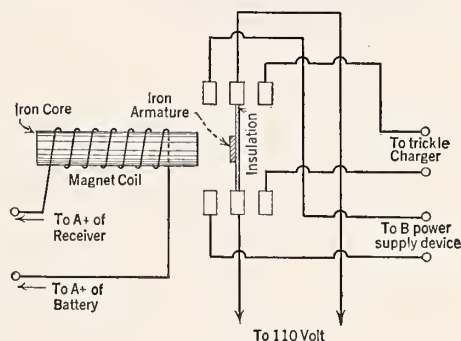 Iron Core
Iron
Armature
Insulation
Magnet Coil
To A+ of
Receiver
To A+ of
Battery
To trickle
Charger
To B power
supply device
To 110 Volt